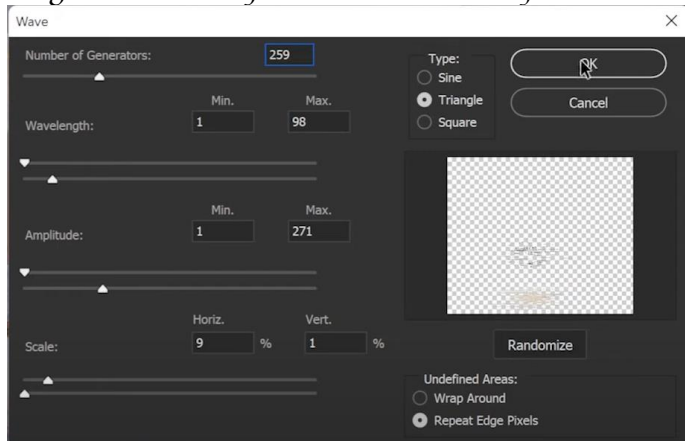 Wave
Number of Generators: 259
Type:
Sine
Triangle
Square
OK
Cancel
Min. Max.
Wavelength: 1 98
Min. Max.
Amplitude: 1 271
Horiz. Vert.
Scale: 9 % 1 %
Randomize
Undefined Areas:
Wrap Around
Repeat Edge Pixels